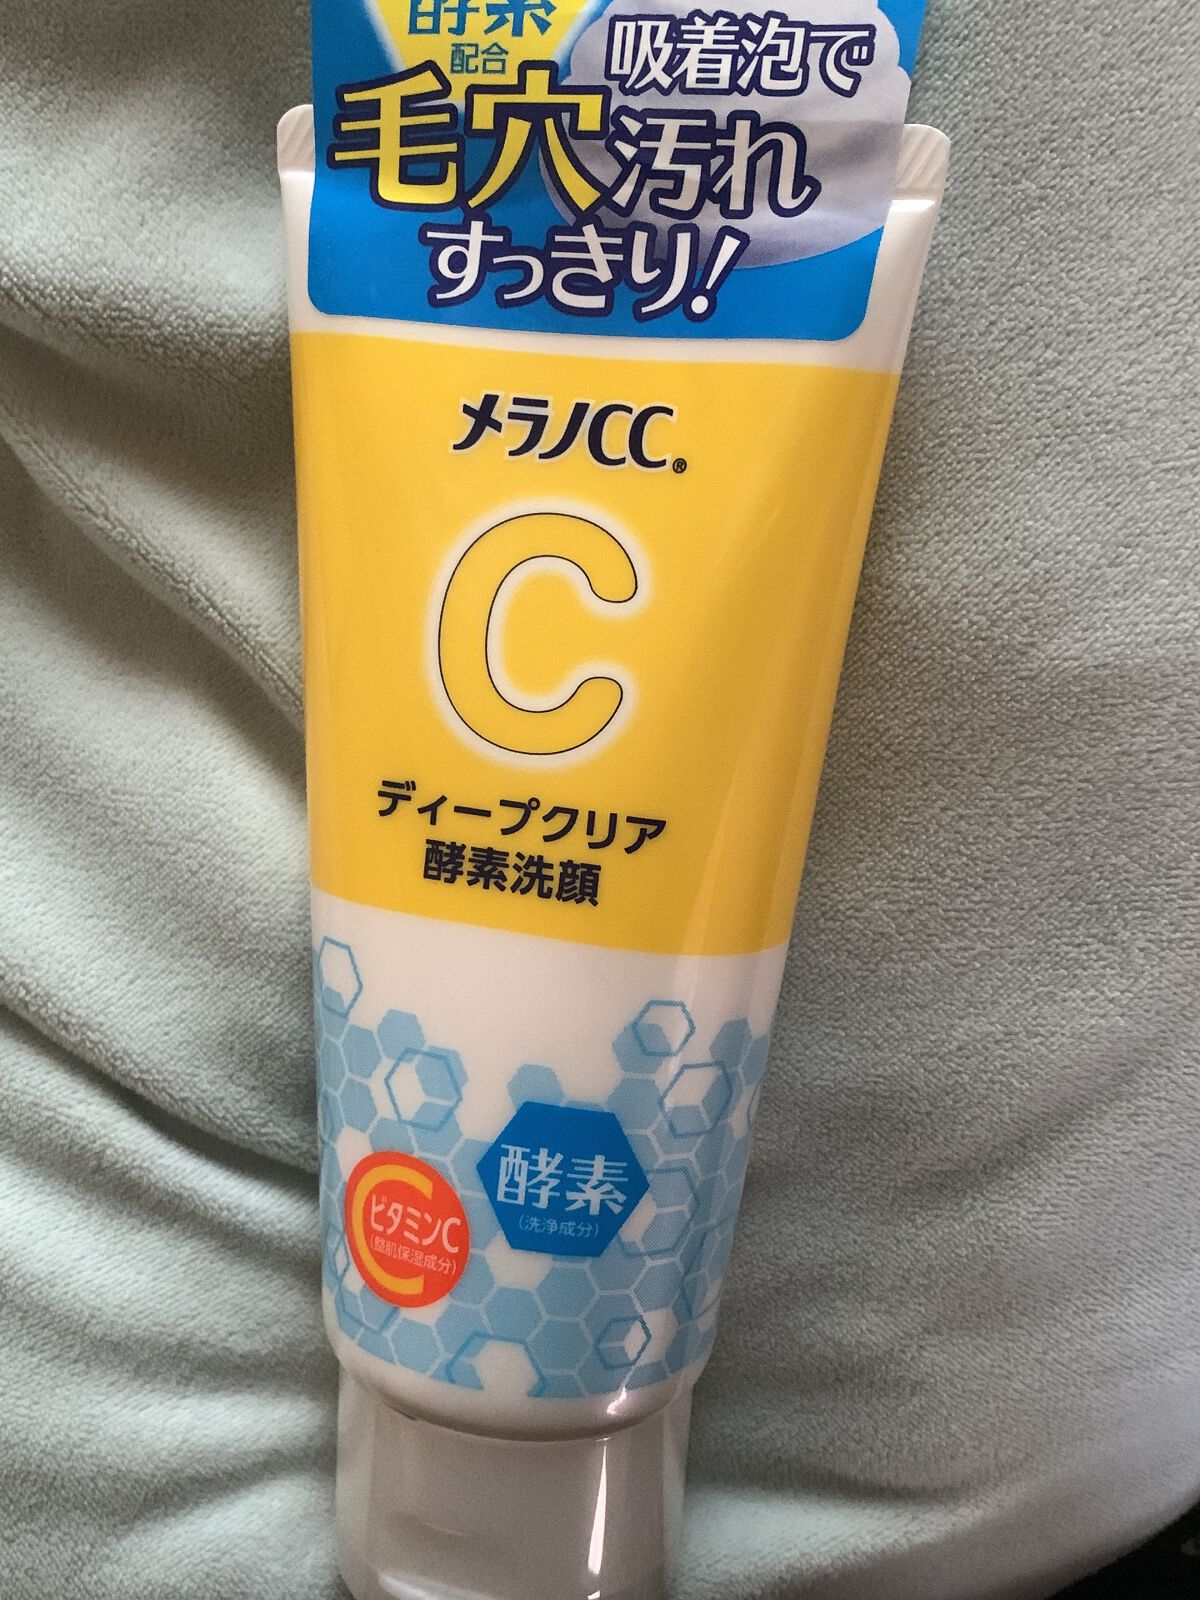 酵素
配合
吸着泡で
毛穴汚れ
すっきり!
メラノCC®
C
ディープクリア
酵素洗顔
酵素
(洗浄成分)
ビタミンC
(整肌保湿成分)